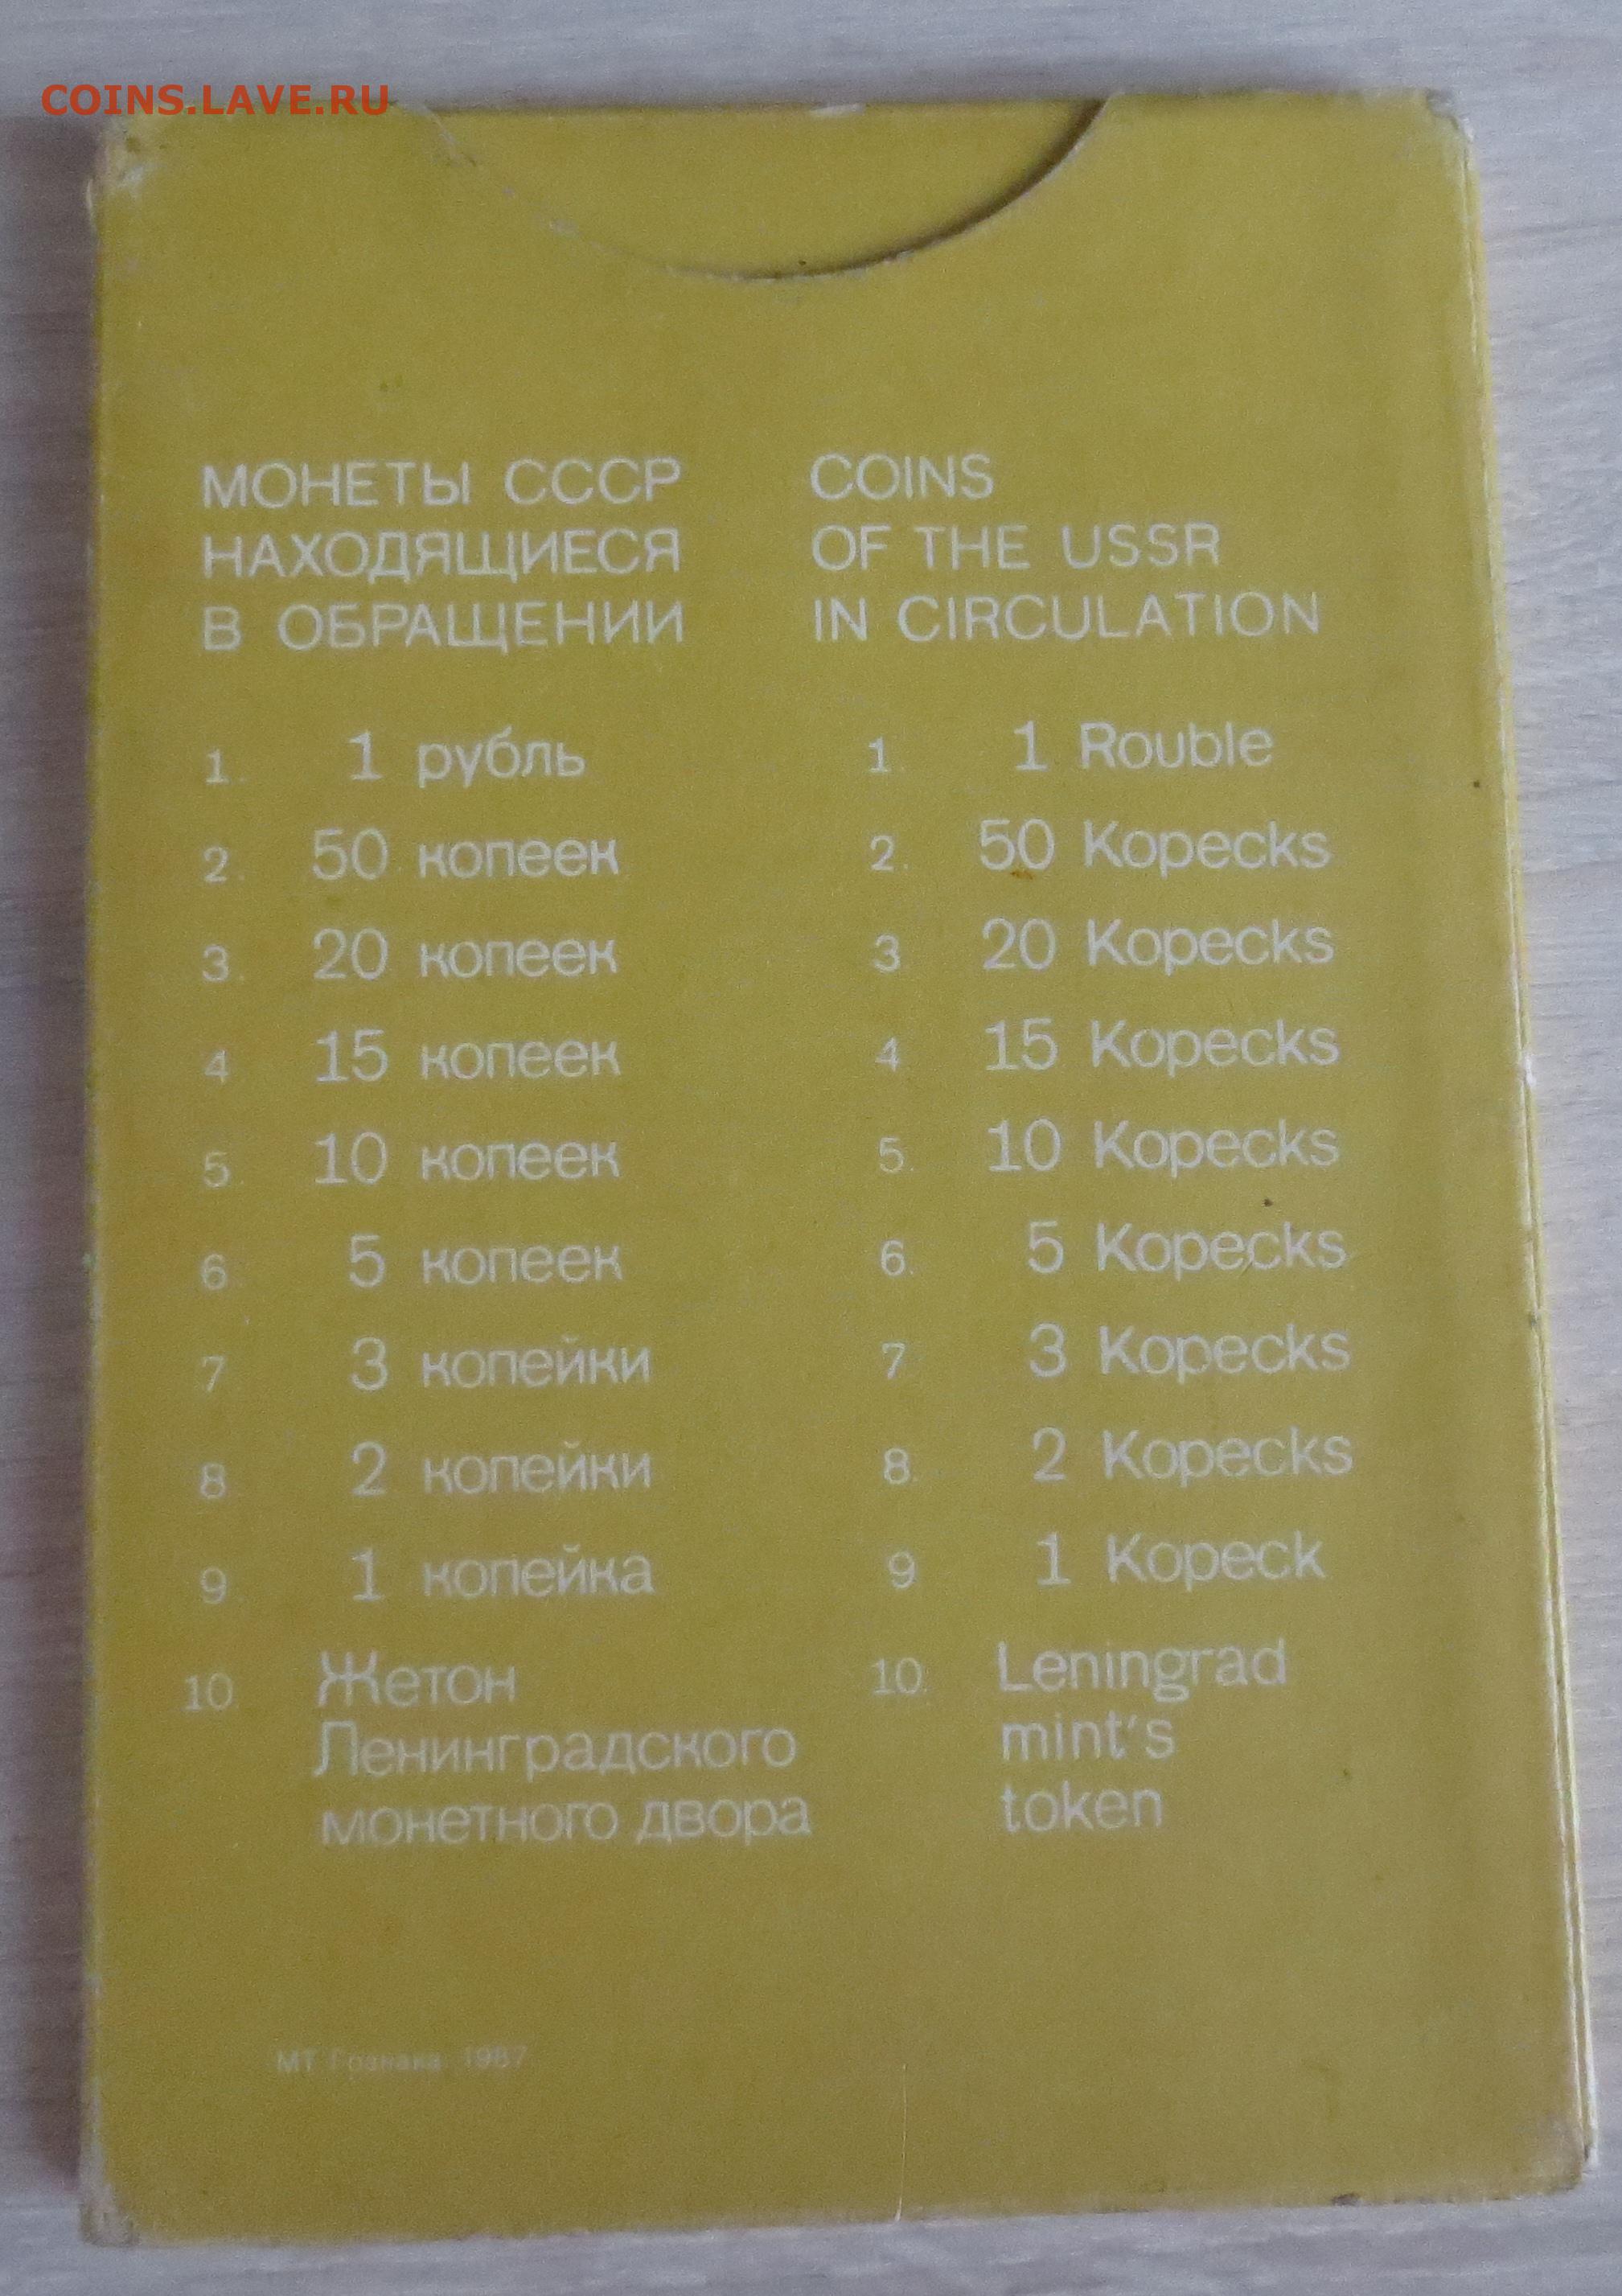 COINS.LAVE.RU
МОНЕТЫ СССР
НАХОДЯЩИЕСЯ
В ОБРАЩЕНИИ
1. 1 рубль
2. 50 копеек
3. 20 копеек
4 15 копеек
5. 10 копеек
6. 5 копеек
7 3 копейки
8. 2 копейки
9. 1 копейка
10. Жетон
Ленинградского
монетного двора
COINS
OF THE USSR
IN CIRCULATION
1. 1 Rouble
2. 50 Kopecks
3 20 Kopecks
4 15 Kopecks
5. 10 Kopecks
6. 5 Kopecks
7 3 Kopecks
8. 2 Kopecks
9 1 Kopeck
10. Leningrad
mint's
token
МТ Гознака 1987